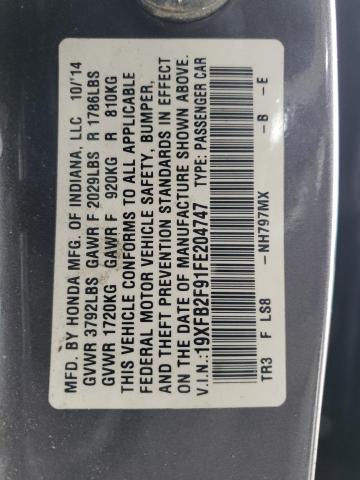 MFD. BY HONDA MFG. OF INDIANA, LLC 10/'14
GVWR 3792LBS GAWR F 2029LBS R 1786LBS
GVWR 1720KG GAWR F 920KG R 810KG
THIS VEHICLE CONFORMS TO ALL APPLICABLE
FEDERAL MOTOR VEHICLE SAFETY, BUMPER,
AND THEFT PREVENTION STANDARDS IN EFFECT
ON THE DATE OF MANUFACTURE SHOWN ABOVE.
V.I.N.:19XFB2F91FE204747 TYPE: PASSENGER CAR
TR3 F LS8 -NH797MX -B -E